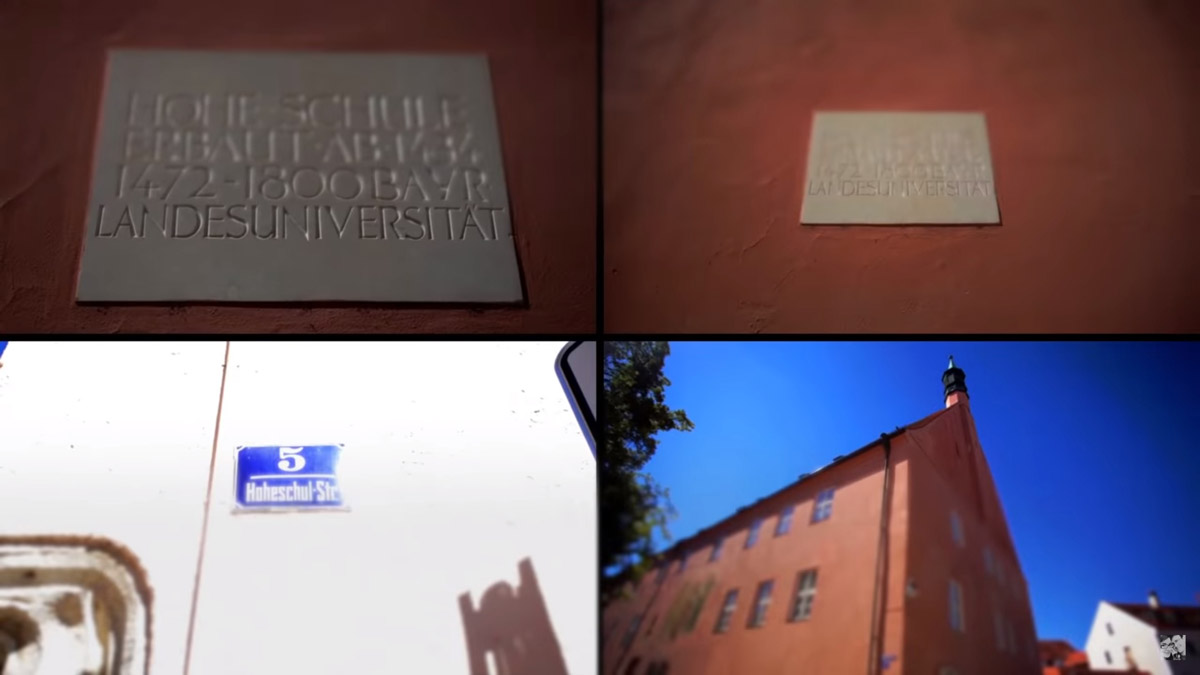 HOHE·SCHULE
ERBAUT·AB·1434
1472-1800 BAYR·
LANDESUNIVERSITÄT·
LANDESUNIVERSITÄT
5
Hoheschul-Str.